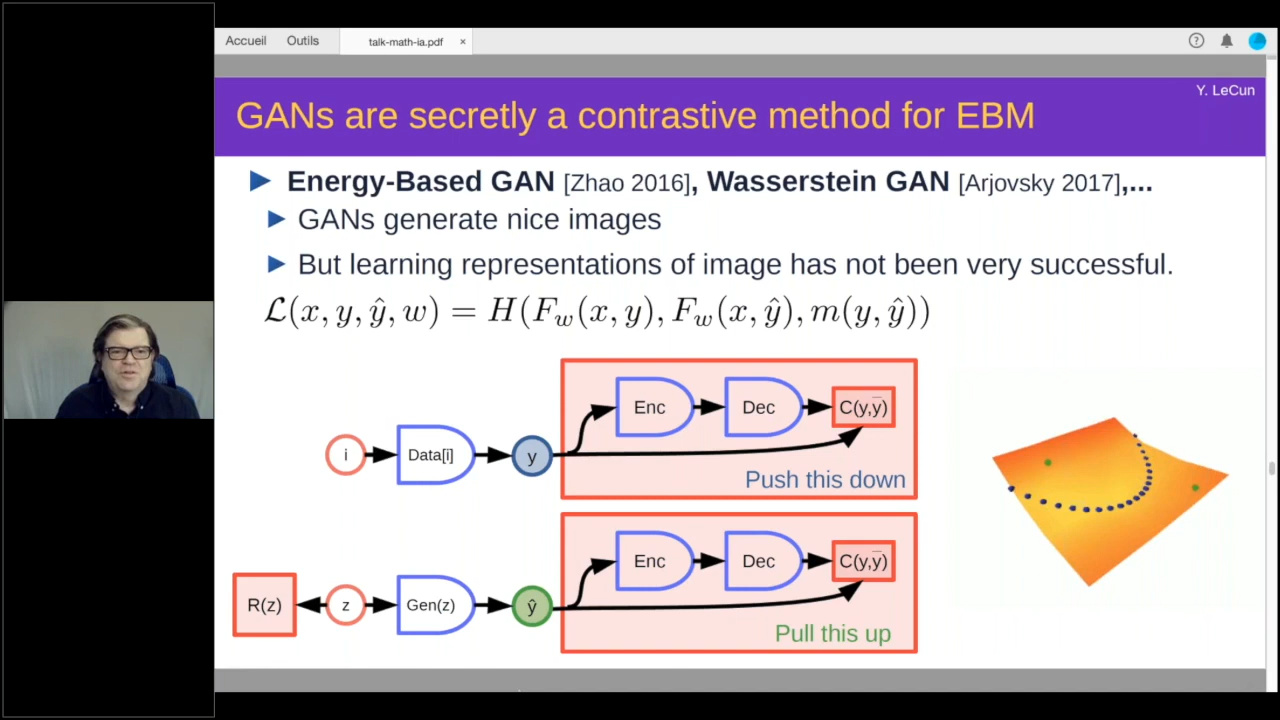 Accueil Outils talk-math-ia.pdf × ?
Y. LeCun
GANs are secretly a contrastive method for EBM
Energy-Based GAN [Zhao 2016], Wasserstein GAN [Arjovsky 2017],...
GANs generate nice images
But learning representations of image has not been very successful.
ℒ(x, y, ŷ, w) = H(F_w(x, y), F_w(x, ŷ), m(y, ŷ))
Enc Dec C(y,y̅)
i Data[i] y
Push this down
Enc Dec C(y,y̅)
R(z) z Gen(z) ŷ
Pull this up